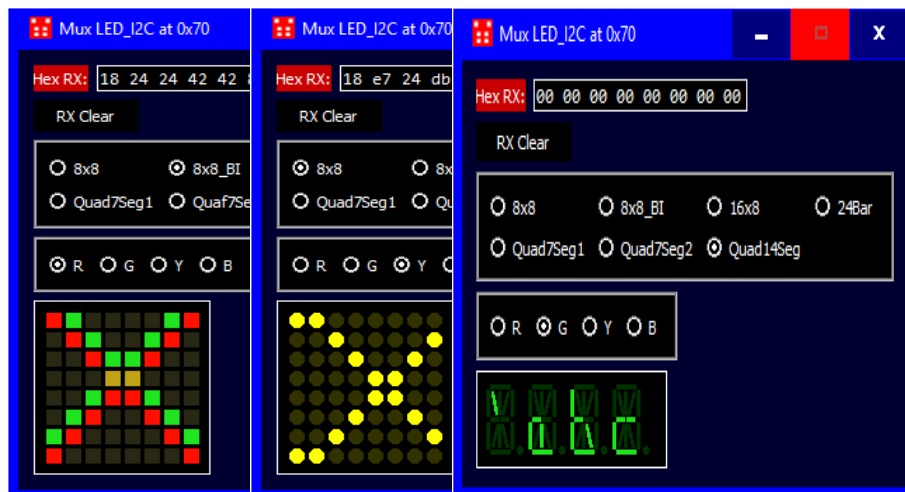 Mux LED_I2C at 0x70
Hex RX: 18 24 24 42 42
RX Clear
8x8 8x8_BI
Quad7Seg1 Quaf7Se
R G Y B
Mux LED_I2C at 0x70
Hex RX: 18 e7 24 db
RX Clear
8x8 8x
Quad7Seg1 Qu
R G Y
Mux LED_I2C at 0x70
Hex RX: 00 00 00 00 00 00 00 00
RX Clear
8x8 8x8_BI 16x8 24Bar
Quad7Seg1 Quad7Seg2 Quad14Seg
R G Y B